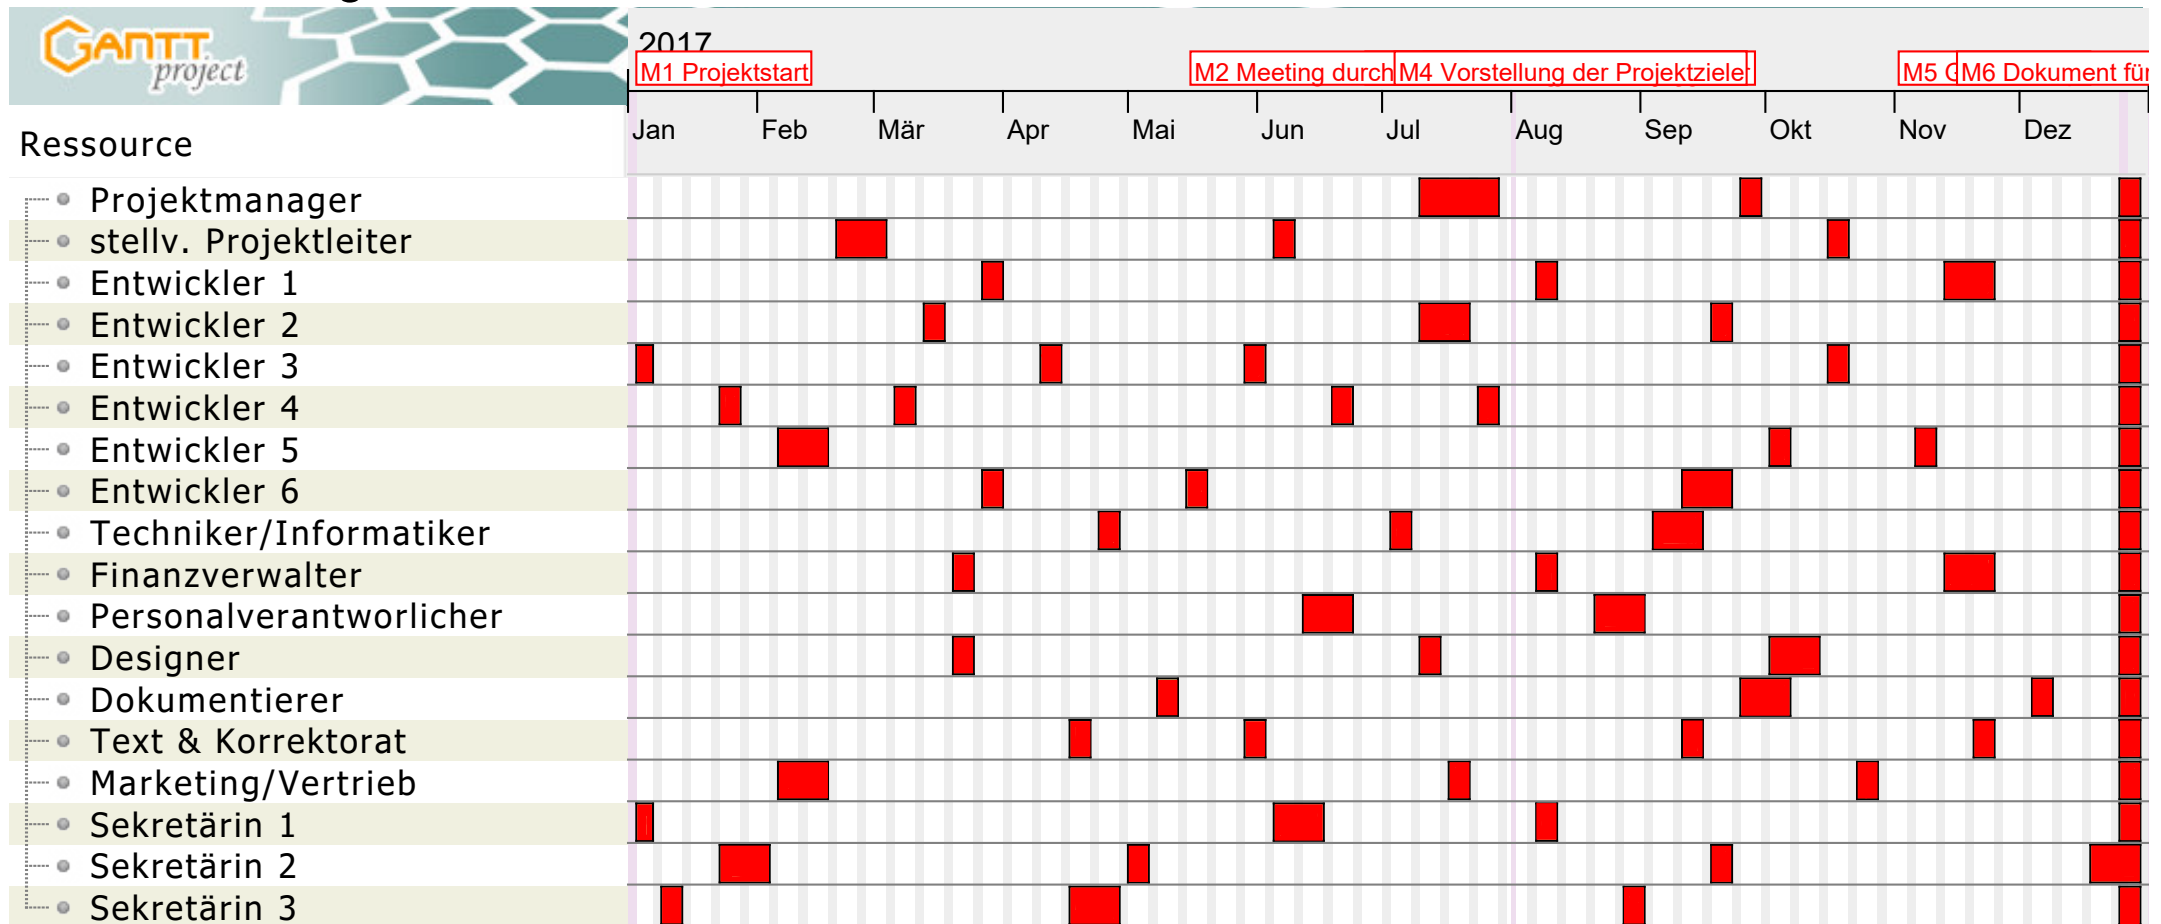 GANTT
project
2017
M1 Projektstart
M2 Meeting durch
M4 Vorstellung der Projektziele
M5
M6 Dokument für
Jan Feb Mär Apr Mai Jun Jul Aug Sep Okt Nov Dez
Ressource
Projektmanager
stellv. Projektleiter
Entwickler 1
Entwickler 2
Entwickler 3
Entwickler 4
Entwickler 5
Entwickler 6
Techniker/Informatiker
Finanzverwalter
Personalverantworlicher
Designer
Dokumentierer
Text & Korrektorat
Marketing/Vertrieb
Sekretärin 1
Sekretärin 2
Sekretärin 3